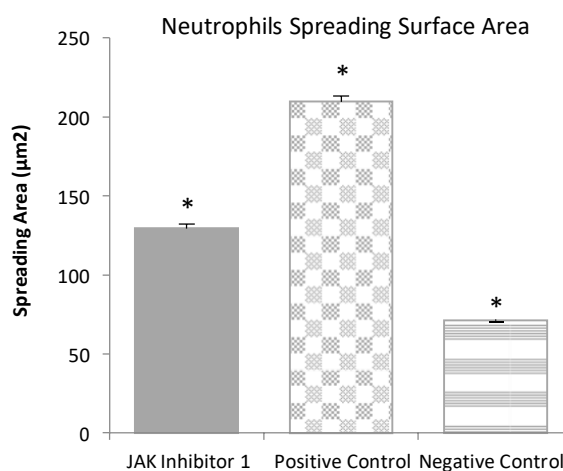 Neutrophils Spreading Surface Area
Spreading Area (µm2)
250
200
150
100
50
0
*
*
*
JAK Inhibitor 1
Positive Control
Negative Control